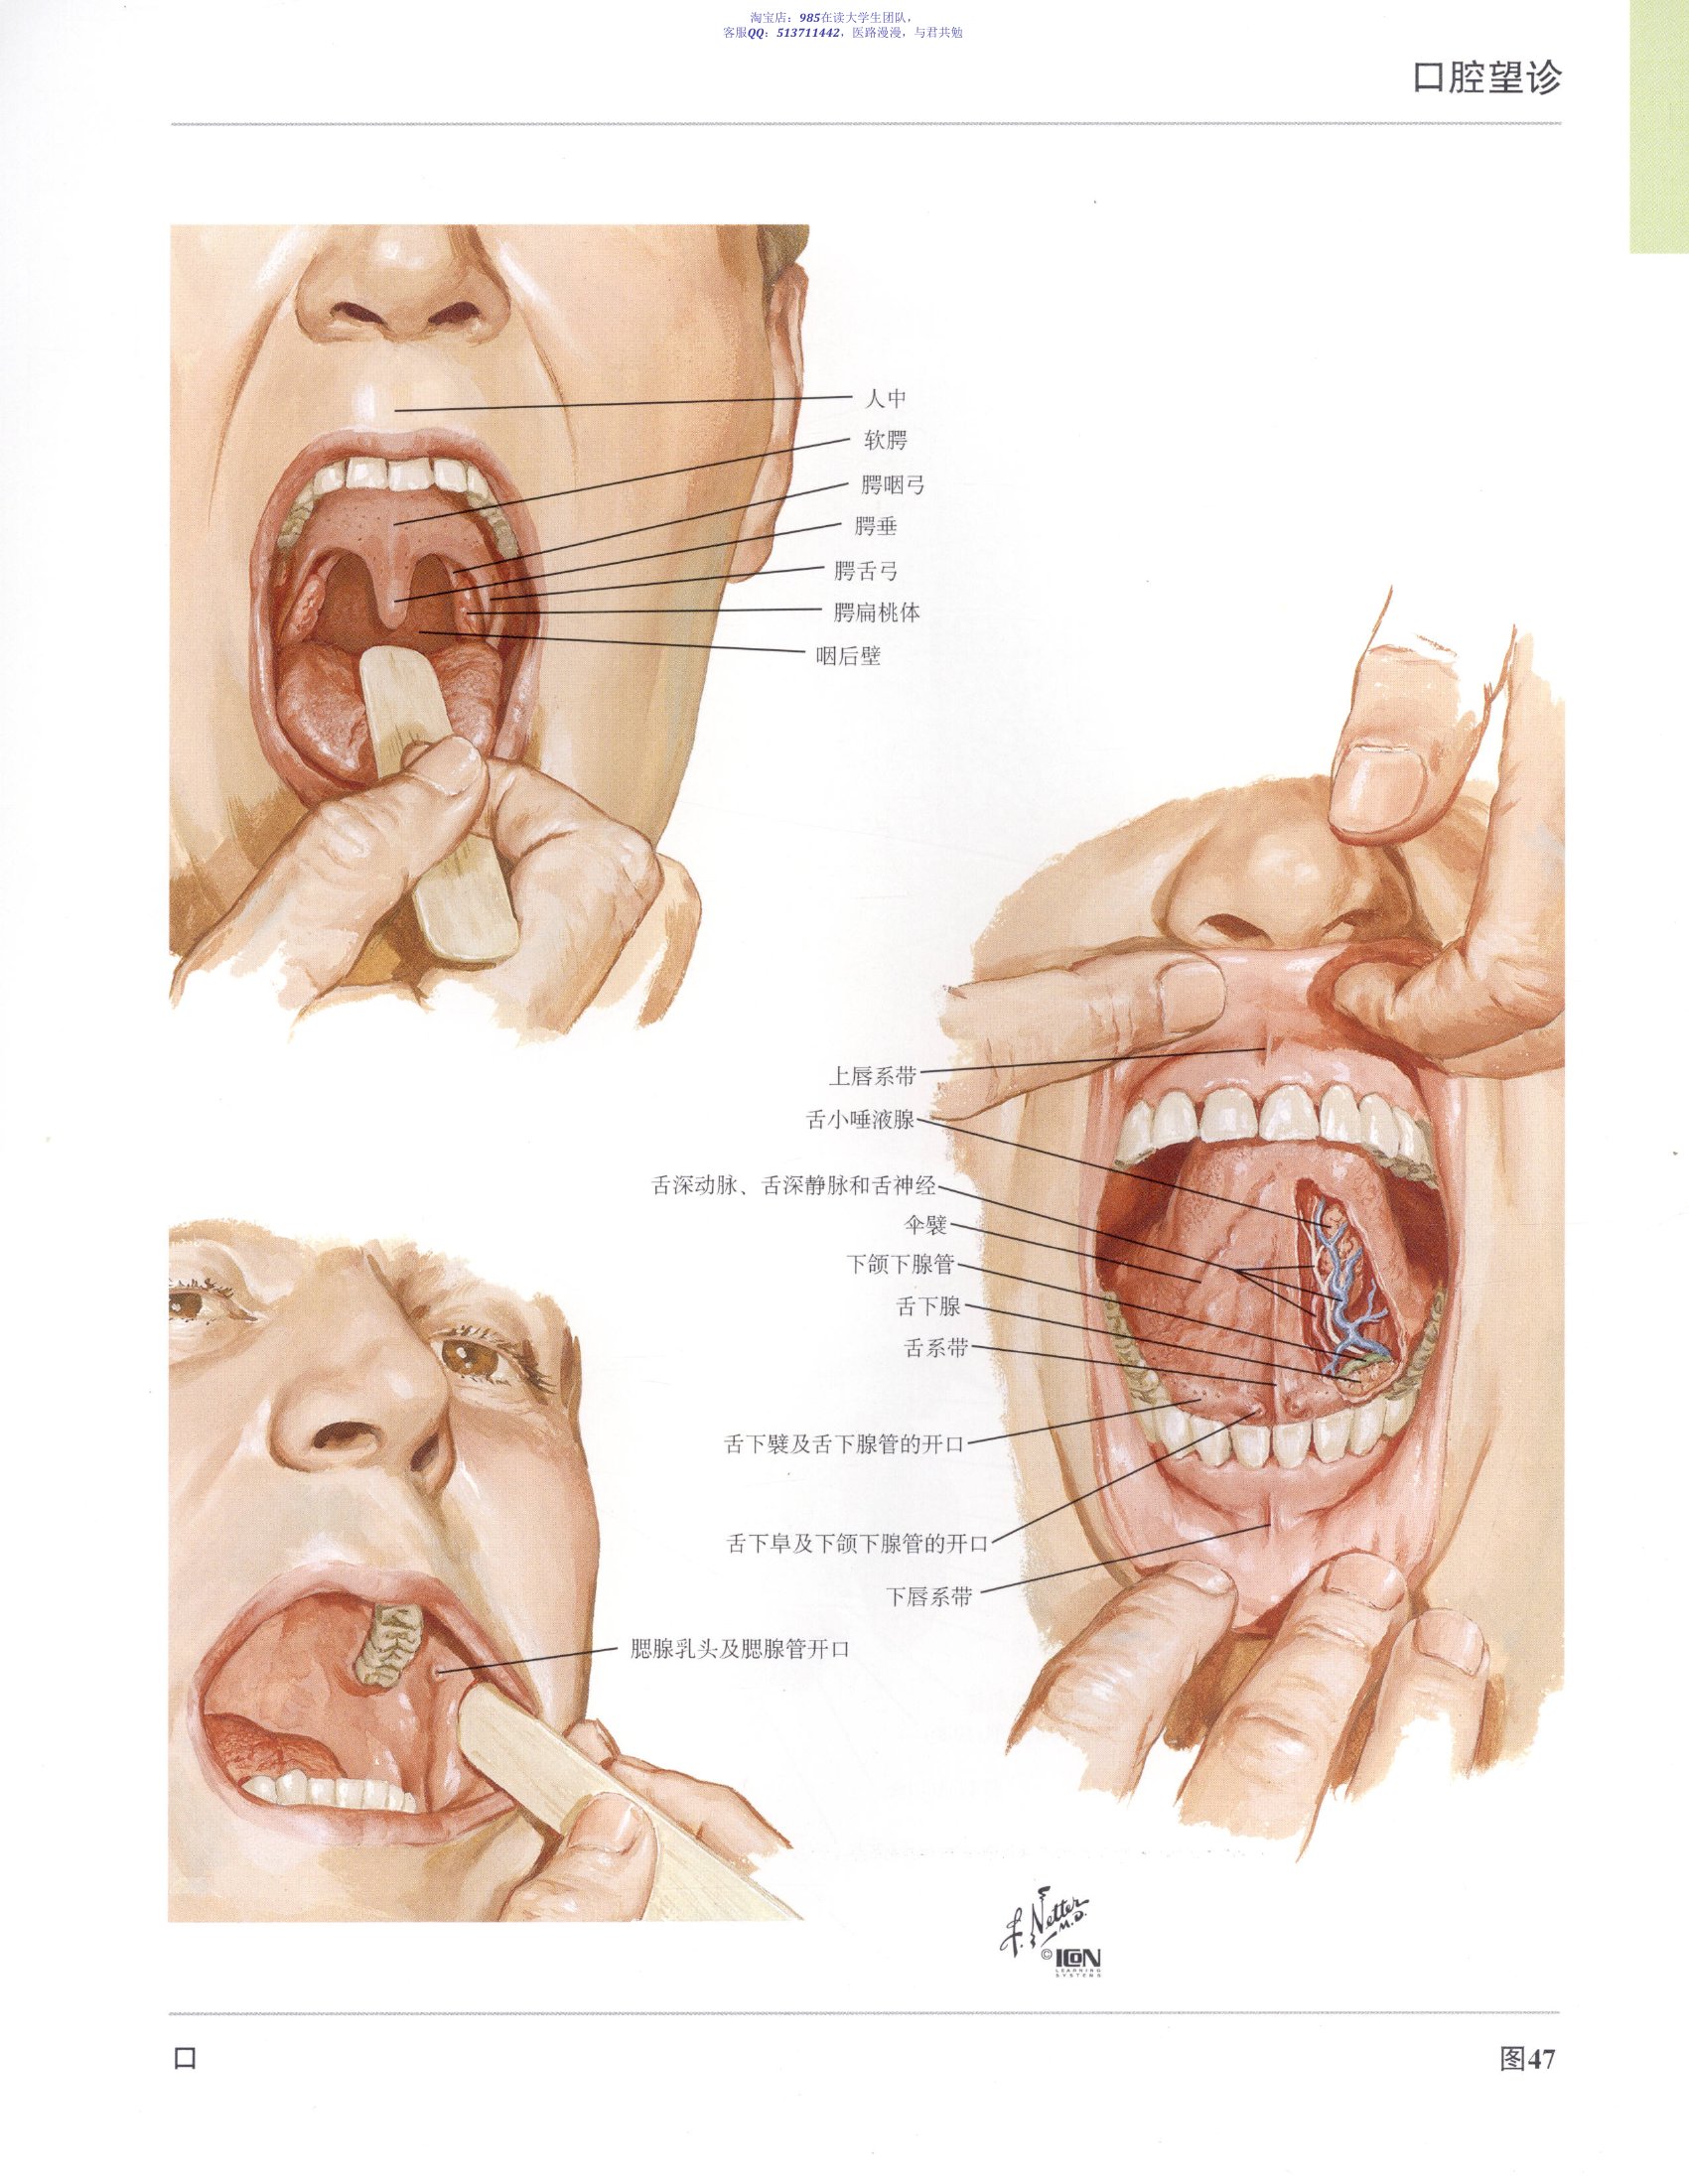 淘宝店：985在读大学生团队，
客服QQ：513711442，医路漫漫，与君共勉
口腔望诊
人中
软腭
腭咽弓
腭垂
腭舌弓
腭扁桃体
咽后壁
上唇系带
舌小唾液腺
舌深动脉、舌深静脉和舌神经
伞襞
下颌下腺管
舌下腺
舌系带
舌下襞及舌下腺管的开口
舌下阜及下颌下腺管的开口
下唇系带
腮腺乳头及腮腺管开口
F. Netter
M.D.
© ICON
LEARNING
SYSTEMS
口
图47